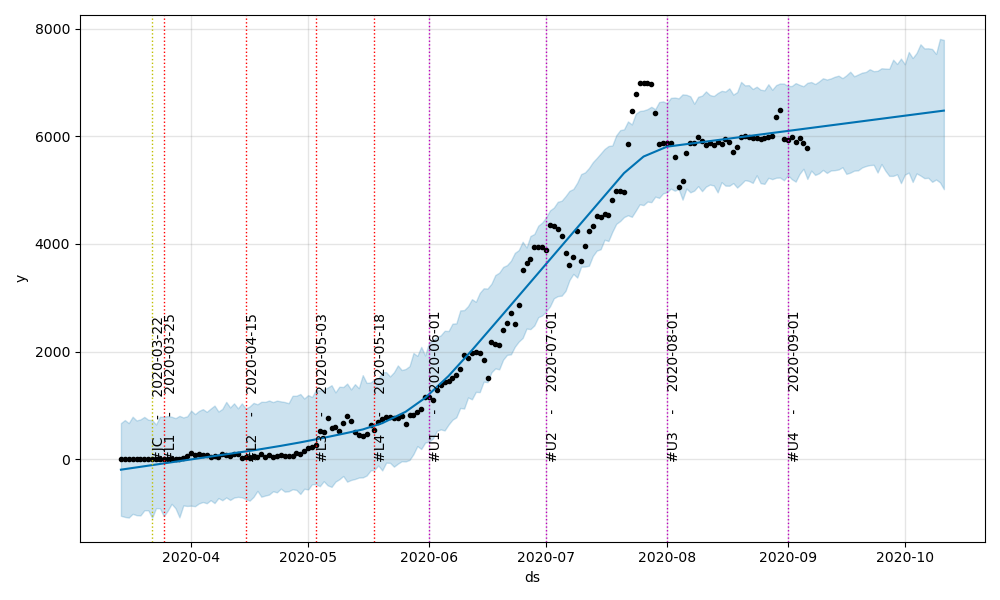 8000
6000
4000
2000
0
y
#JC - 2020-03-22
#L1 - 2020-03-25
#L2 - 2020-04-15
#L3 - 2020-05-03
#L4 - 2020-05-18
#U1 - 2020-06-01
#U2 - 2020-07-01
#U3 - 2020-08-01
#U4 - 2020-09-01
2020-04 2020-05 2020-06 2020-07 2020-08 2020-09 2020-10
ds